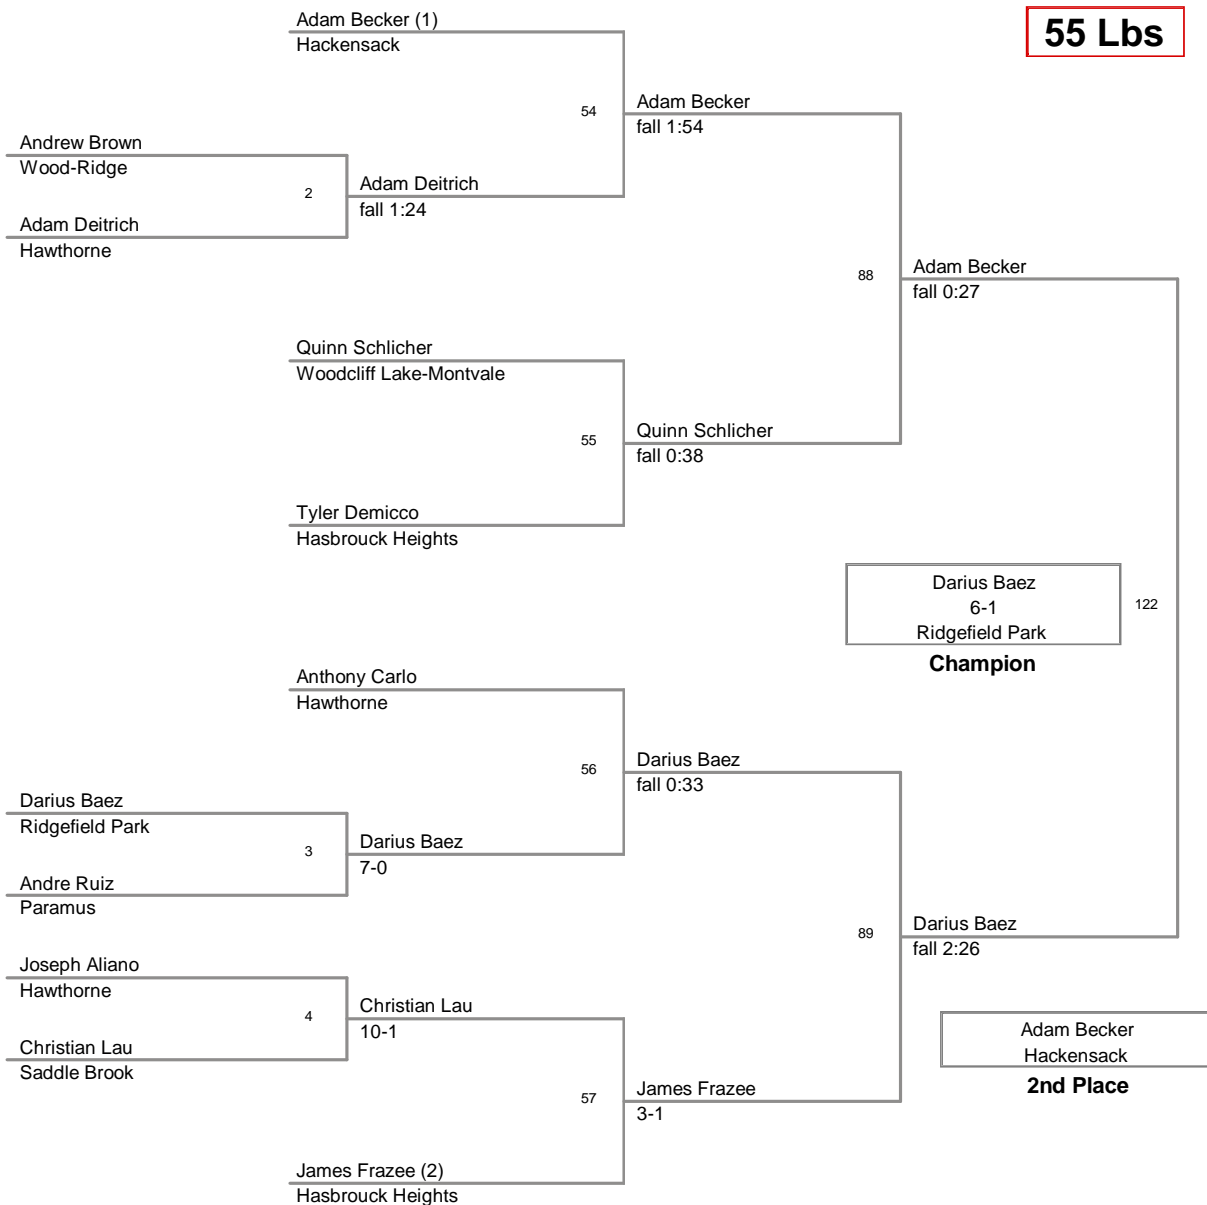 Adam Becker (1)
Hackensack
55 Lbs
54
Adam Becker
fall 1:54
Andrew Brown
Wood-Ridge
2
Adam Deitrich
fall 1:24
Adam Deitrich
Hawthorne
88
Adam Becker
fall 0:27
Quinn Schlicher
Woodcliff Lake-Montvale
55
Quinn Schlicher
fall 0:38
Tyler Demicco
Hasbrouck Heights
Darius Baez
6-1
Ridgefield Park
122
Champion
Anthony Carlo
Hawthorne
56
Darius Baez
fall 0:33
Darius Baez
Ridgefield Park
3
Darius Baez
7-0
Andre Ruiz
Paramus
89
Darius Baez
fall 2:26
Joseph Aliano
Hawthorne
4
Christian Lau
10-1
Christian Lau
Saddle Brook
Adam Becker
Hackensack
2nd Place
57
James Frazee
3-1
James Frazee (2)
Hasbrouck Heights